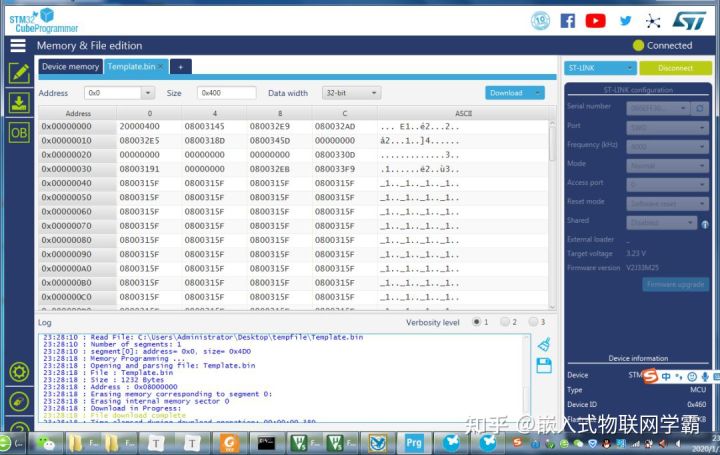 STM32
CubeProgrammer
Memory & File edition
Connected
Device memory Template.bin × +
ST-LINK Disconnect
Address 0x0 Size 0x400 Data width 32-bit Download
ST-LINK configuration
Serial number
Port SWD
Frequency (kHz) 4000
Mode Normal
Access port 0
Reset mode Software reset
Shared Disabled
External loader _
Target voltage 3.23 V
Firmware version V2J33M25
Firmware upgrade
Address 0 4 8 C ASCII
0x00000000 20000400 08003145 080032E9 080032AD ... E1..é2...2..
0x00000010 080032E5 0800318D 0800345D 00000000 å2...1..]4......
0x00000020 00000000 00000000 00000000 0800330D .............3..
0x00000030 08003191 00000000 080032EB 080033F9 .1......ë2..ù3..
0x00000040 0800315F 0800315F 0800315F 0800315F _1.._1.._1.._1..
0x00000050 0800315F 0800315F 0800315F 0800315F _1.._1.._1.._1..
0x00000060 0800315F 0800315F 0800315F 0800315F _1.._1.._1.._1..
0x00000070 0800315F 0800315F 0800315F 0800315F _1.._1.._1.._1..
0x00000080 0800315F 0800315F 0800315F 0800315F _1.._1.._1.._1..
0x00000090 0800315F 0800315F 0800315F 0800315F _1.._1.._1.._1..
0x000000A0 0800315F 0800315F 0800315F 0800315F _1.._1.._1.._1..
0x000000B0 0800315F 0800315F 0800315F 0800315F _1.._1.._1.._1..
0x000000C0 0800315F 0800315F 0800315F 0800315F _1.._1.._1.._1..
OB
Log Verbosity level 1 2 3
23:28:10 : Read File: C:\Users\Administrator\Desktop\tempfile\Template.bin
23:28:10 : Number of segments: 1
23:28:10 : segment[0]: address= 0x0, size= 0x4D0
23:28:18 : Memory Programming ...
23:28:18 : Opening and parsing file: Template.bin
23:28:18 : File : Template.bin
23:28:18 : Size : 1232 Bytes
23:28:18 : Address : 0x08000000
23:28:18 : Erasing memory corresponding to segment 0:
23:28:18 : Erasing internal memory sector 0
23:28:18 : Download in Progress:
23:28:18 : File download complete
23:28:18 : Time elapsed during download operation: 00:00:00.389
Device information
Device
Type MCU
Device ID 0x460
知乎 @嵌入式物联网学霸
中
Prg